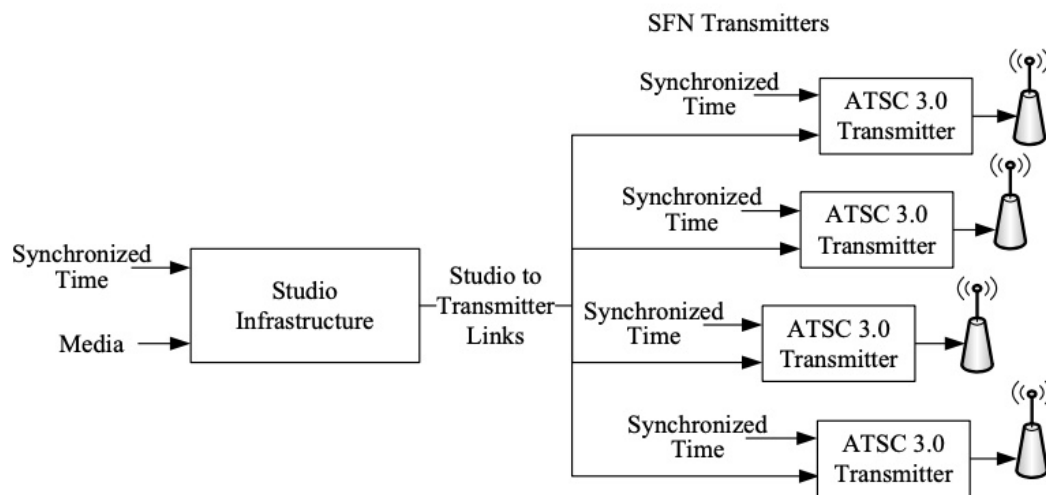 SFN Transmitters
Synchronized
Time
ATSC 3.0
Transmitter
Synchronized
Time
ATSC 3.0
Transmitter
Synchronized
Time
Media
Studio
Infrastructure
Studio to
Transmitter
Links
Synchronized
Time
ATSC 3.0
Transmitter
Synchronized
Time
ATSC 3.0
Transmitter